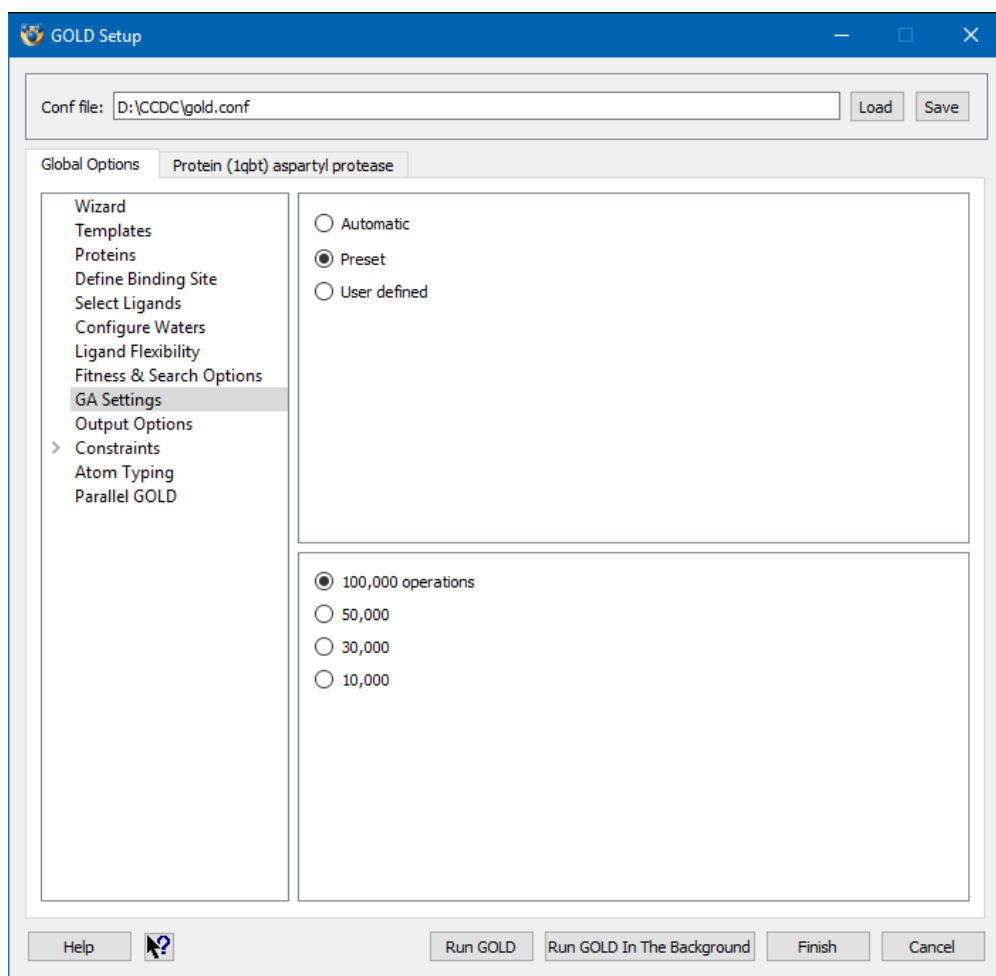 GOLD Setup
Conf file: D:\CCDC\gold.conf Load Save
Global Options Protein (1qbt) aspartyl protease
Wizard
Templates
Proteins
Define Binding Site
Select Ligands
Configure Waters
Ligand Flexibility
Fitness & Search Options
GA Settings
Output Options
Constraints
Atom Typing
Parallel GOLD
Automatic
Preset
User defined
100,000 operations
50,000
30,000
10,000
Help Run GOLD Run GOLD In The Background Finish Cancel